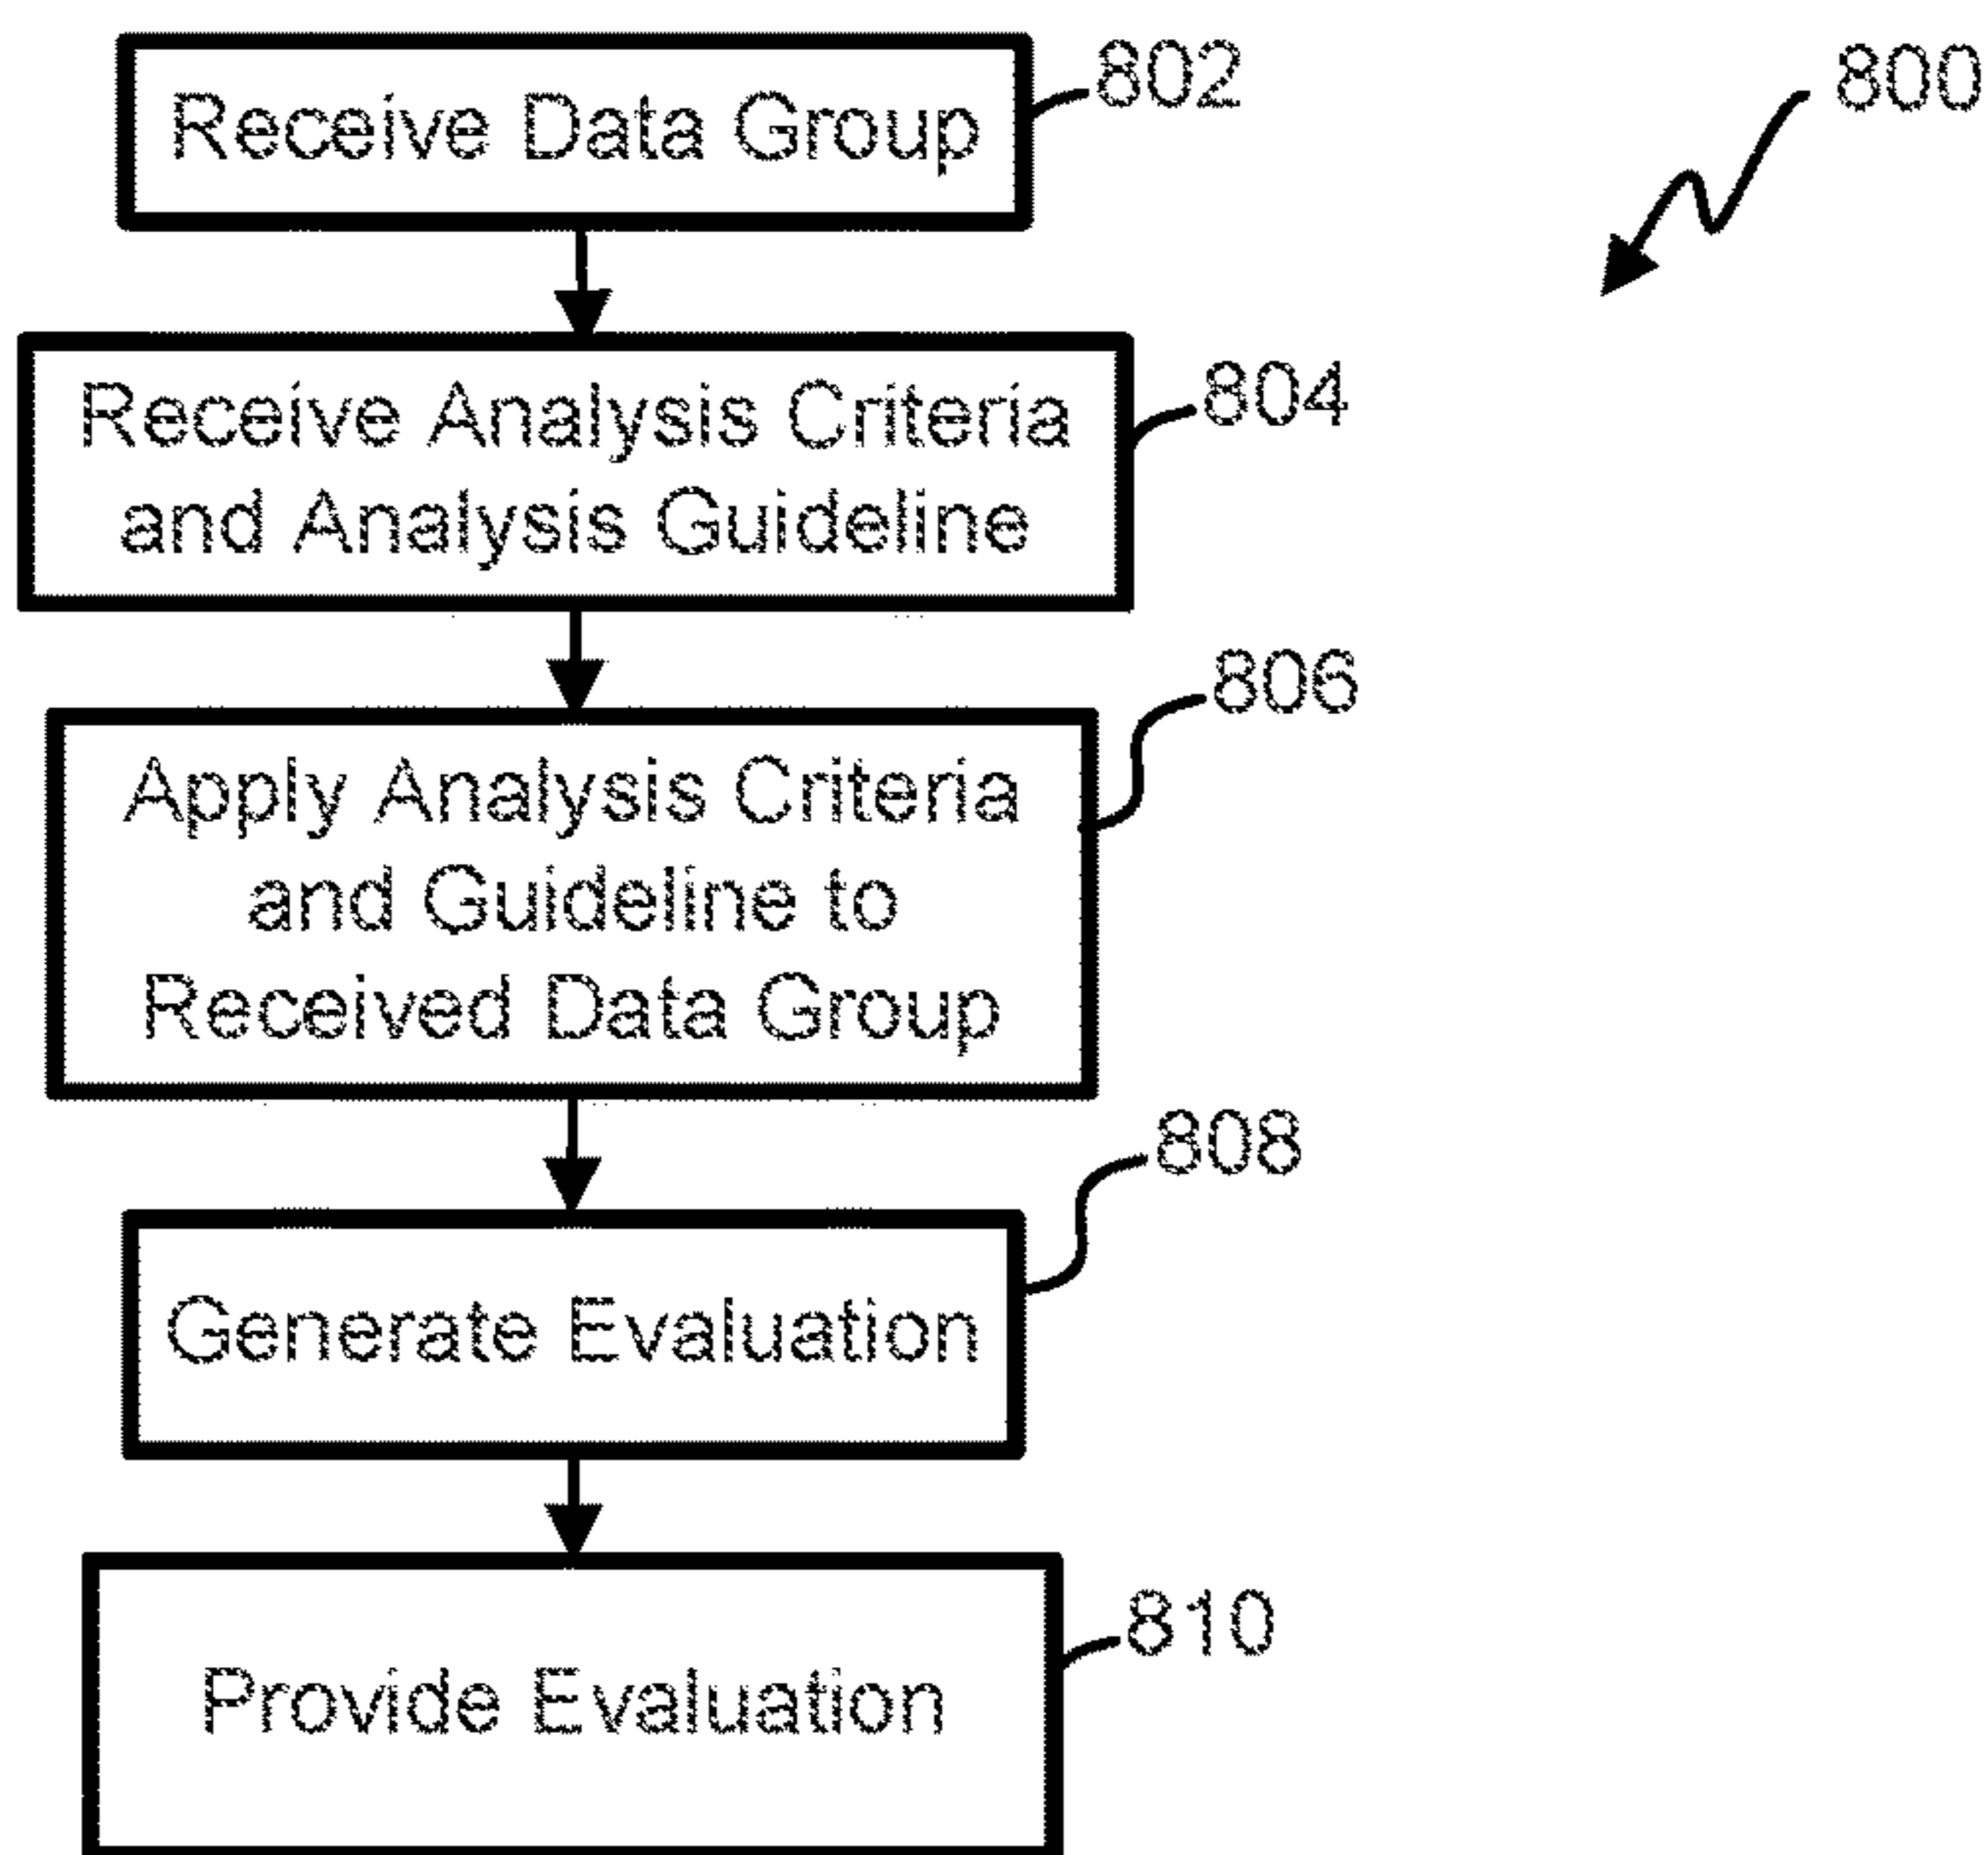 Receive Data Group
802
800
Receive Analysis Criteria
and Analysis Guideline
804
806
Apply Analysis Criteria
and Guideline to
Received Data Group
808
Generate Evaluation
810
Provide Evaluation